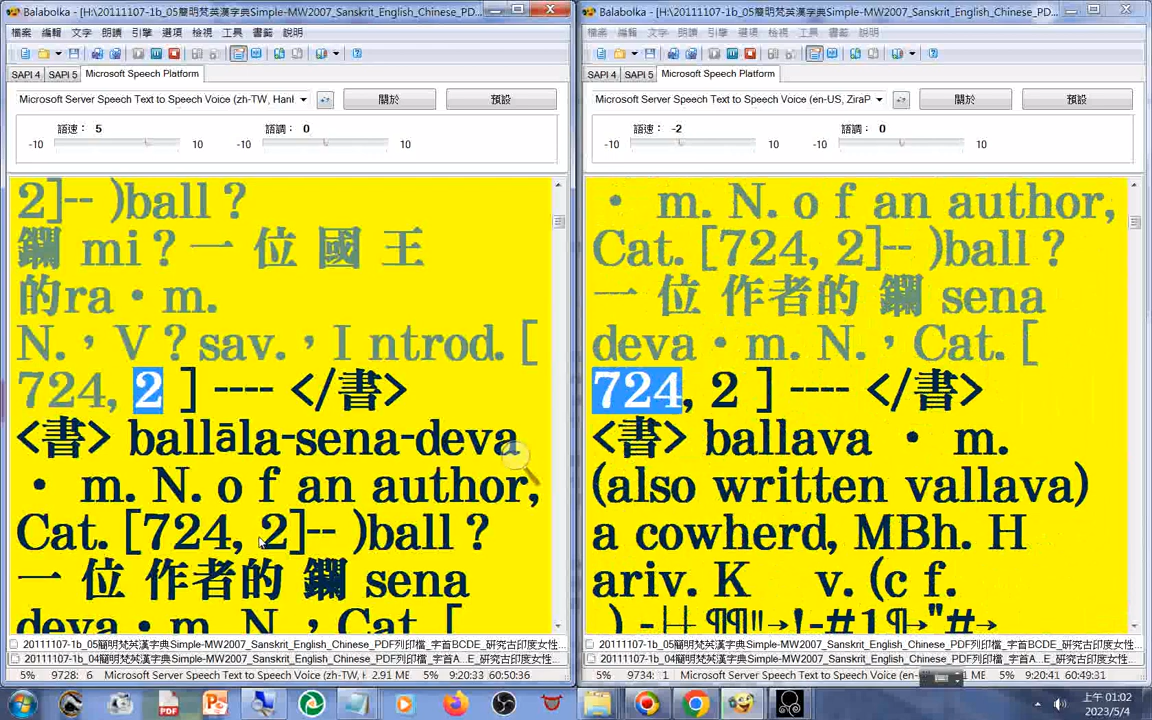 Balabolka - [H:\20111107-1b_05簡明梵英漢字典Simple-MW2007_Sanskrit_English_Chinese_PD...
檔案 編輯 文字 朗讀 引擎 選項 檢視 工具 書籤 說明
SAPI 4 SAPI 5 Microsoft Speech Platform
Microsoft Server Speech Text to Speech Voice (zh-TW, Hanl
關於 預設
語速: 5 語調: 0
-10 10 -10 10
2]-- )ball ?
鑭 mi ? 一 位 國 王
的ra • m.
N.，V ? sav.，I ntrod. [
724, 2 ] ---- </書>
<書> ballāla-sena-deva
• m. N. o f an author,
Cat. [724, 2]-- )ball ?
一 位 作者的 鑭 sena
deva • m. N.，Cat. [
20111107-1b_05簡明梵英漢字典Simple-MW2007_Sanskrit_English_Chinese_PDF列印檔_字首BCDE_研究古印度女性...
20111107-1b_04簡明梵英漢字典Simple-MW2007_Sanskrit_English_Chinese_PDF列印檔_字首A...E_研究古印度女性...
5% 9728: 6 Microsoft Server Speech Text to Speech Voice (zh-TW, 2.91 MB 5% 9:20:33 60:50:36
Balabolka - [H:\20111107-1b_05簡明梵英漢字典Simple-MW2007_Sanskrit_English_Chinese_PD...
檔案 編輯 文字 朗讀 引擎 選項 檢視 工具 書籤 說明
SAPI 4 SAPI 5 Microsoft Speech Platform
Microsoft Server Speech Text to Speech Voice (en-US, ZiraP
關於 預設
語速: -2 語調: 0
-10 10 -10 10
• m. N. o f an author,
Cat. [724, 2]-- )ball ?
一 位 作者的 鑭 sena
deva • m. N.，Cat. [
724, 2 ] ---- </書>
<書> ballava • m.
(also written vallava)
a cowherd, MBh. H
ariv. K v. (c f.
20111107-1b_05簡明梵英漢字典Simple-MW2007_Sanskrit_English_Chinese_PDF列印檔_字首BCDE_研究古印度女性...
20111107-1b_04簡明梵英漢字典Simple-MW2007_Sanskrit_English_Chinese_PDF列印檔_字首A...E_研究古印度女性...
5% 9734: 1 Microsoft Server Speech Text to Speech Voice (en-US, MB 5% 9:20:41 60:49:31
上午 01:02
2023/5/4